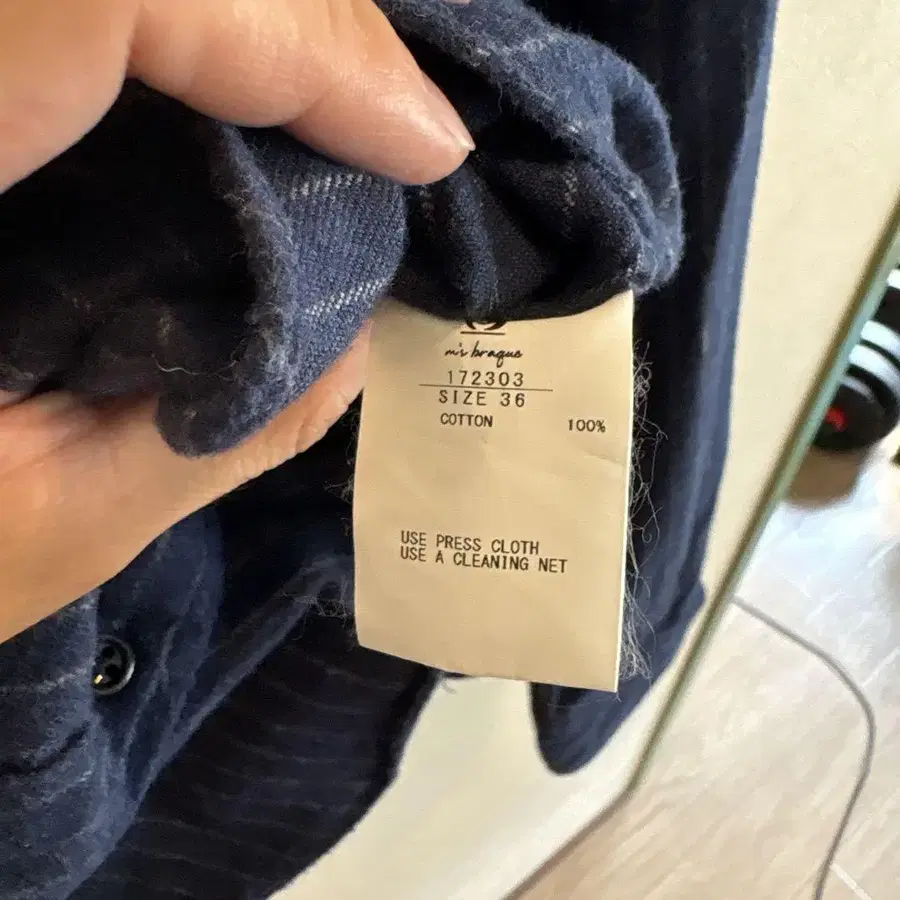 m's braque
172303
SIZE 36
COTTON 100%
USE PRESS CLOTH
USE A CLEANING NET